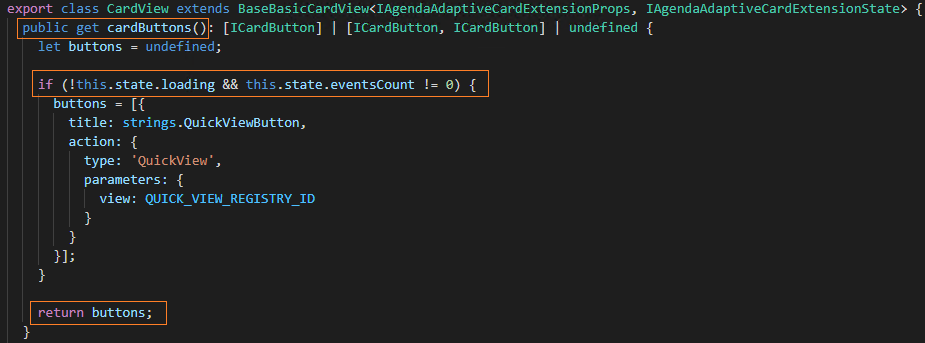 export class CardView extends BaseBasicCardView<IAgendaAdaptiveCardExtensionProps, IAgendaAdaptiveCardExtensionState> {
  public get cardButtons(): [ICardButton] | [ICardButton, ICardButton] | undefined {
    let buttons = undefined;

    if (!this.state.loading && this.state.eventsCount != 0) {
      buttons = [{
        title: strings.QuickViewButton,
        action: {
          type: 'QuickView',
          parameters: {
            view: QUICK_VIEW_REGISTRY_ID
          }
        }
      }];
    }

    return buttons;
  }